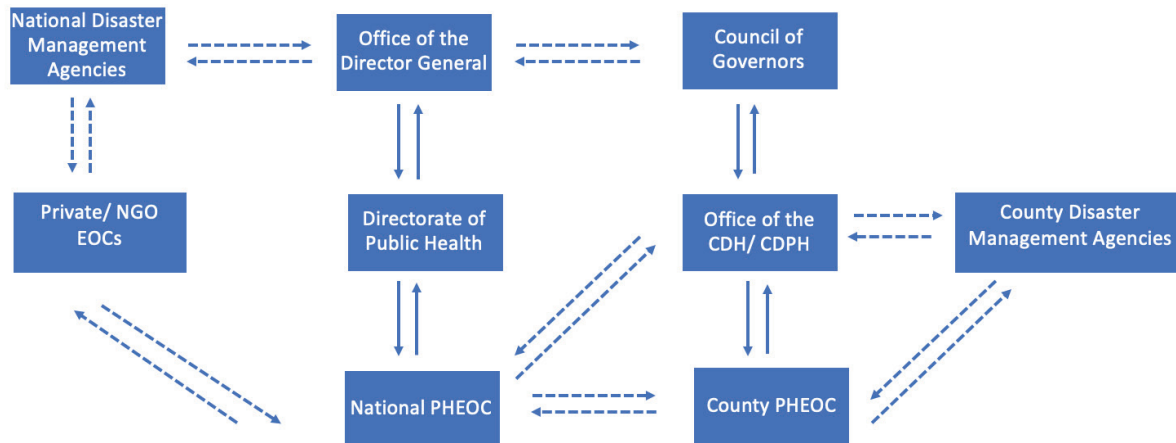 National Disaster
Management
Agencies
Office of the
Director General
Council of
Governors
Private/ NGO
EOCs
Directorate of
Public Health
Office of the
CDH/ CDPH
County Disaster
Management Agencies
National PHEOC
County PHEOC